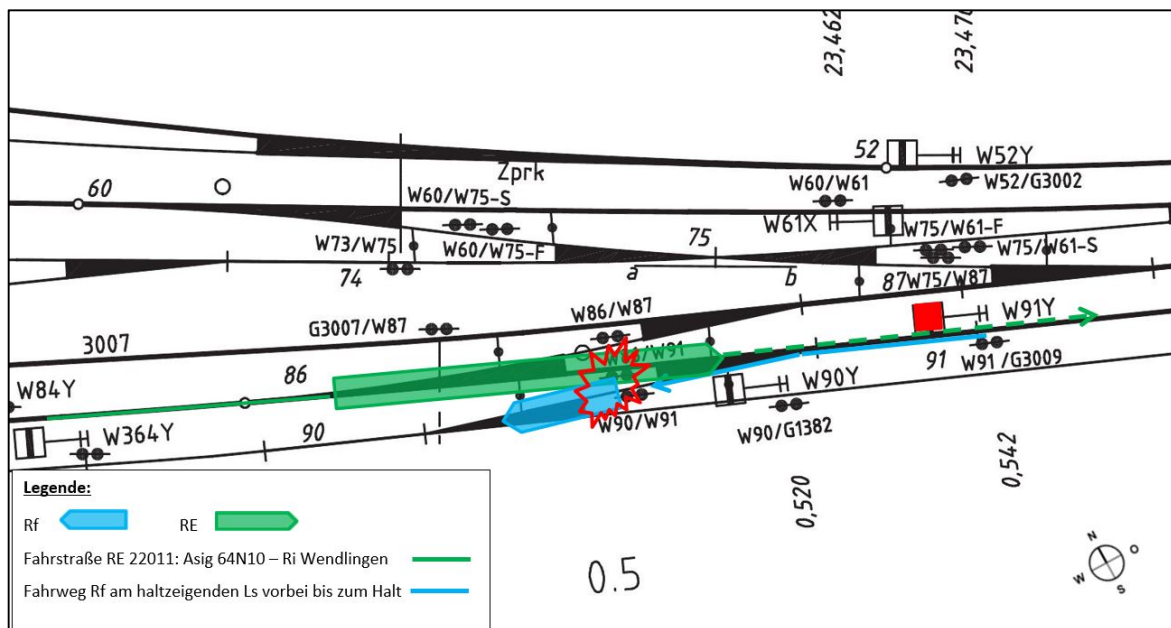 23,462
23,470
52
W52Y
Zprk
60
W60/W75-S
W60/W61
W52/G3002
W61X
W75/W61-F
W73/W75
W60/W75-F
75
W75/W61-S
74
a
b
87
W75/W87
G3007/W87
W86/W87
W91Y
3007
86
91
W91/G3009
W84Y
W90Y
W364Y
90
W90/W91
W90/G1382
0,520
0,542
Legende:
Rf
RE
Fahrstraße RE 22011: Asig 64N10 – Ri Wendlingen
Fahrweg Rf am haltzeigenden Ls vorbei bis zum Halt
0.5
N
O
W
S